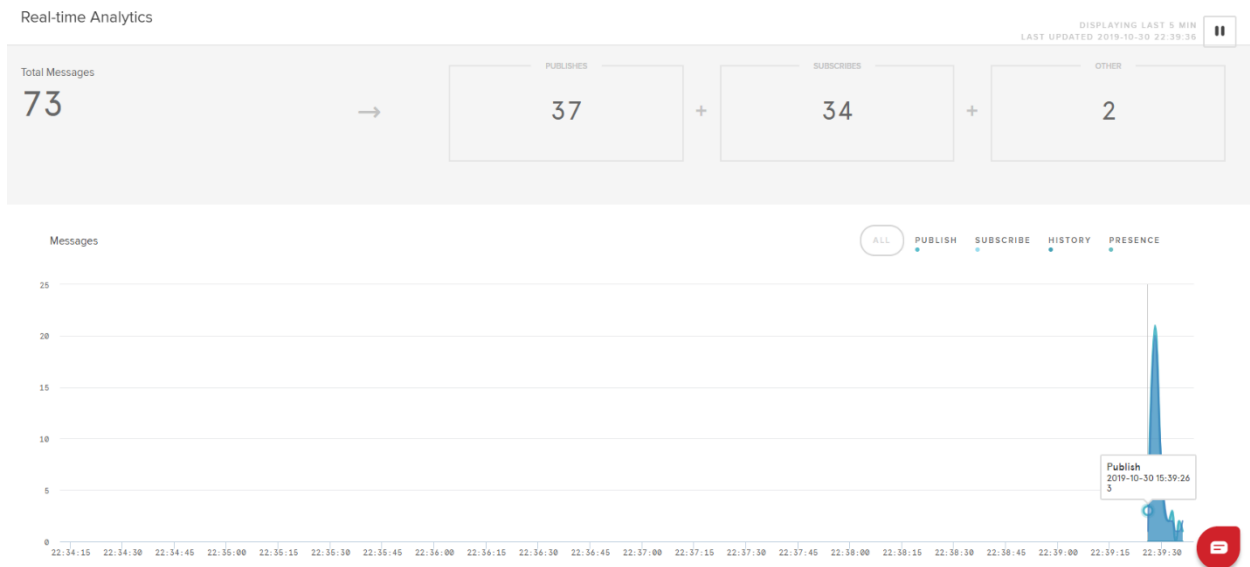 Real-time Analytics
DISPLAYING LAST 5 MIN
LAST UPDATED 2019-10-30 22:39:36
Total Messages
73
→
PUBLISHES
37
+
SUBSCRIBES
34
+
OTHER
2
Messages
ALL PUBLISH SUBSCRIBE HISTORY PRESENCE
25
20
15
10
5
0
Publish
2019-10-30 15:39:26
3
22:34:15 22:34:30 22:34:45 22:35:00 22:35:15 22:35:30 22:35:45 22:36:00 22:36:15 22:36:30 22:36:45 22:37:00 22:37:15 22:37:30 22:37:45 22:38:00 22:38:15 22:38:30 22:38:45 22:39:00 22:39:15 22:39:30